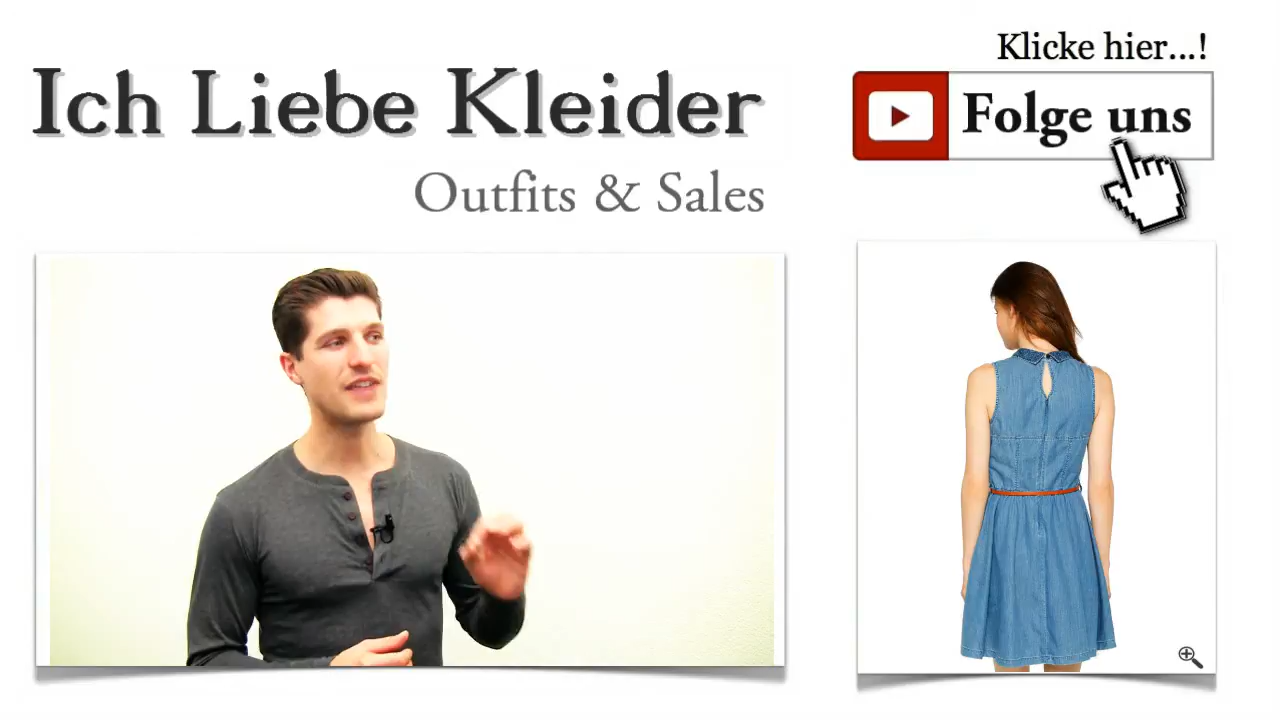 Ich Liebe Kleider
Outfits & Sales
Klicke hier...!
Folge uns